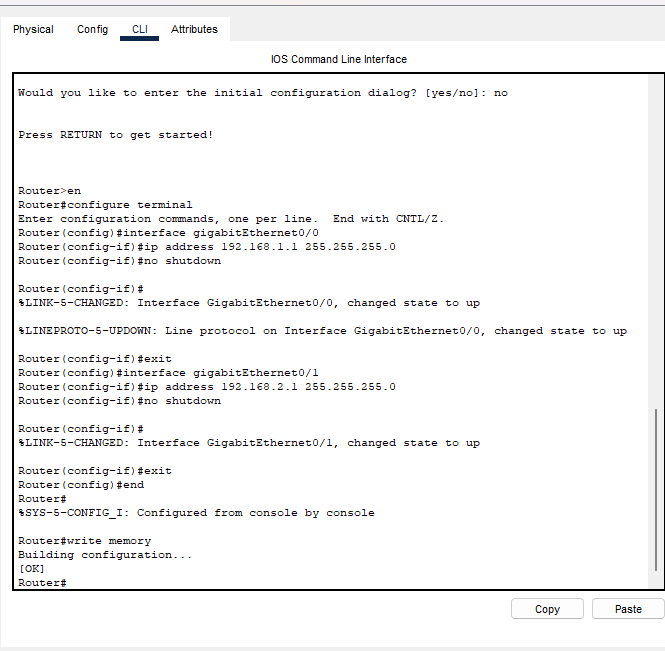 Physical Config CLI Attributes
IOS Command Line Interface
Would you like to enter the initial configuration dialog? [yes/no]: no
Press RETURN to get started!
Router>en
Router#configure terminal
Enter configuration commands, one per line.  End with CNTL/Z.
Router(config)#interface gigabitEthernet0/0
Router(config-if)#ip address 192.168.1.1 255.255.255.0
Router(config-if)#no shutdown
Router(config-if)#
%LINK-5-CHANGED: Interface GigabitEthernet0/0, changed state to up
%LINEPROTO-5-UPDOWN: Line protocol on Interface GigabitEthernet0/0, changed state to up
Router(config-if)#exit
Router(config)#interface gigabitEthernet0/1
Router(config-if)#ip address 192.168.2.1 255.255.255.0
Router(config-if)#no shutdown
Router(config-if)#
%LINK-5-CHANGED: Interface GigabitEthernet0/1, changed state to up
Router(config-if)#exit
Router(config)#end
Router#
%SYS-5-CONFIG_I: Configured from console by console
Router#write memory
Building configuration...
[OK]
Router#
Copy Paste